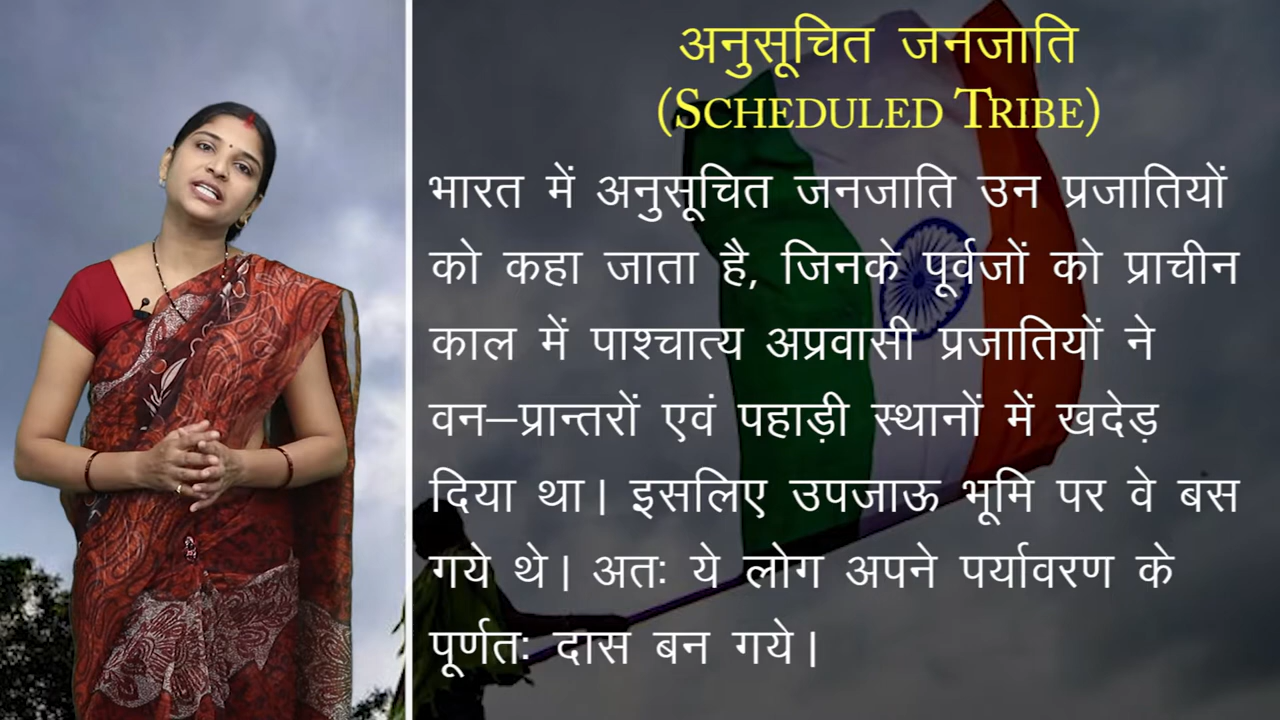 अनुसूचित जनजाति
(SCHEDULED TRIBE)
भारत में अनुसूचित जनजाति उन प्रजातियों
को कहा जाता है, जिनके पूर्वजों को प्राचीन
काल में पाश्चात्य अप्रवासी प्रजातियों ने
वन–प्रान्तरों एवं पहाड़ी स्थानों में खदेड़
दिया था। इसलिए उपजाऊ भूमि पर वे बस
गये थे। अतः ये लोग अपने पर्यावरण के
पूर्णतः दास बन गये।